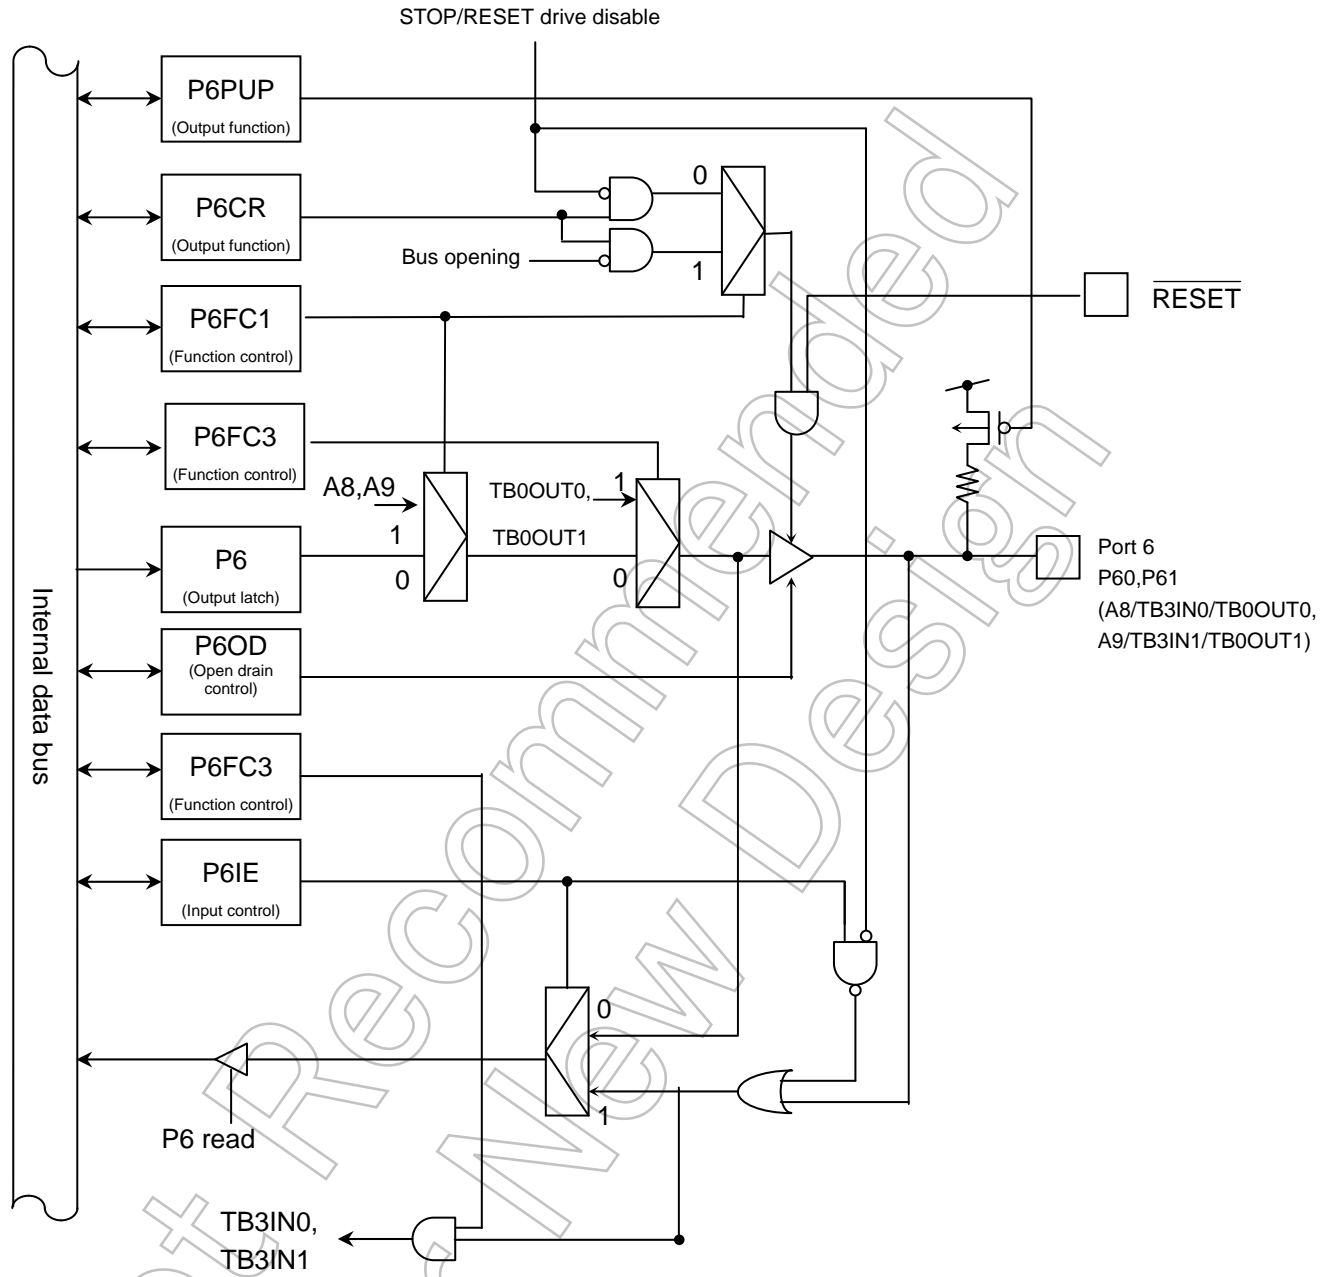 STOP/RESET drive disable
P6PUP
(Output function)
P6CR
(Output function)
0
1
Bus opening
RESET
P6FC1
(Function control)
P6FC3
(Function control)
A8,A9
1
0
TB0OUT0,
TB0OUT1
1
0
P6
(Output latch)
Port 6
P60,P61
(A8/TB3IN0/TB0OUT0,
A9/TB3IN1/TB0OUT1)
P6OD
(Open drain
control)
Internal data bus
P6FC3
(Function control)
P6IE
(Input control)
0
1
P6 read
TB3IN0,
TB3IN1
Recommended
New Design